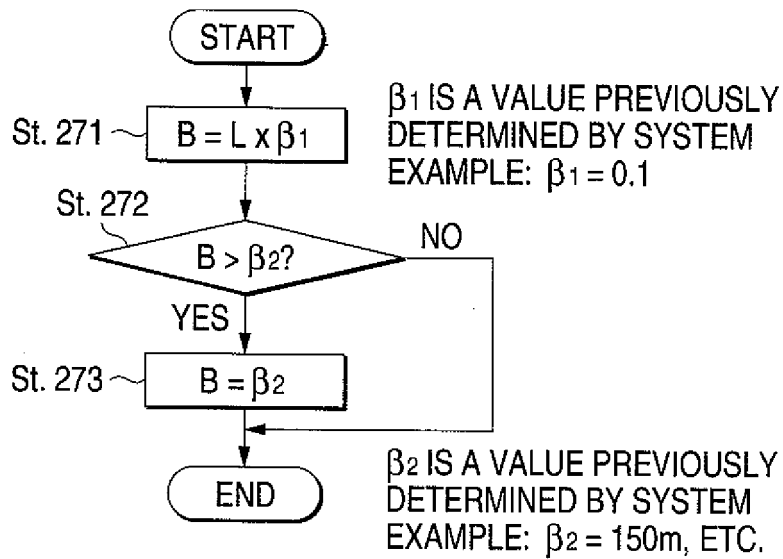 START
St. 271
B = L x β1
β1 IS A VALUE PREVIOUSLY
DETERMINED BY SYSTEM
EXAMPLE: β1 = 0.1
St. 272
B > β2?
NO
YES
St. 273
B = β2
END
β2 IS A VALUE PREVIOUSLY
DETERMINED BY SYSTEM
EXAMPLE: β2 = 150m, ETC.